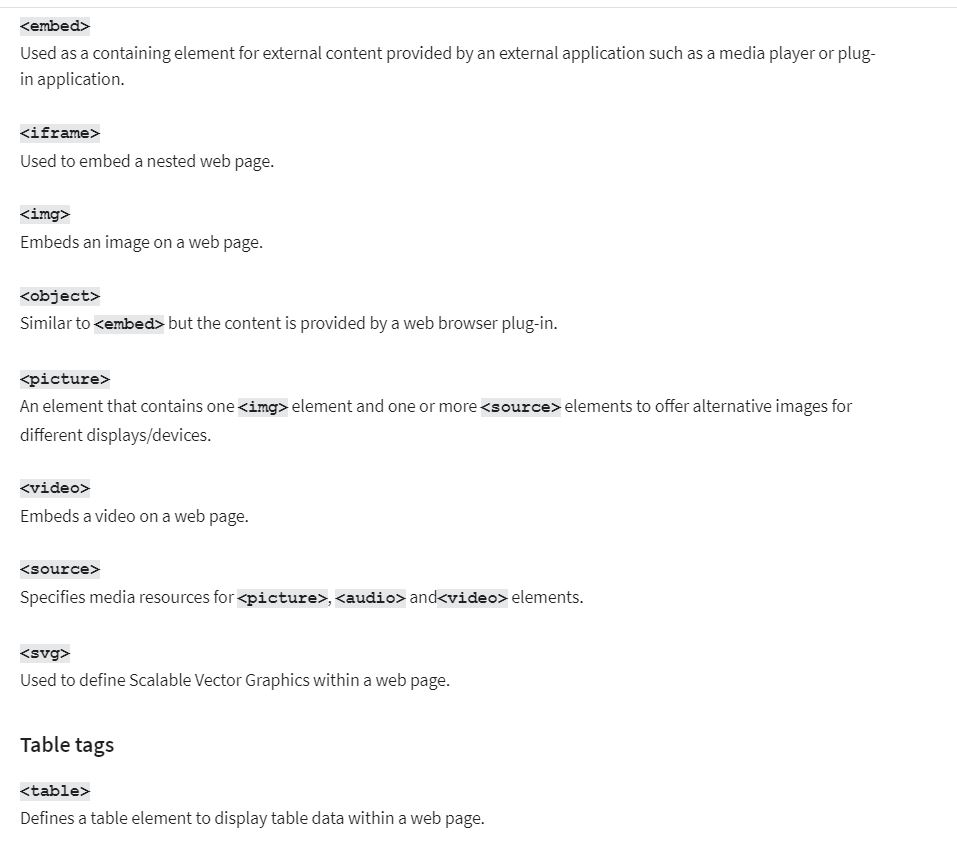 <embed>
Used as a containing element for external content provided by an external application such as a media player or plug-
in application.
<iframe>
Used to embed a nested web page.
<img>
Embeds an image on a web page.
<object>
Similar to <embed> but the content is provided by a web browser plug-in.
<picture>
An element that contains one <img> element and one or more <source> elements to offer alternative images for
different displays/devices.
<video>
Embeds a video on a web page.
<source>
Specifies media resources for <picture>, <audio> and<video> elements.
<svg>
Used to define Scalable Vector Graphics within a web page.
Table tags
<table>
Defines a table element to display table data within a web page.